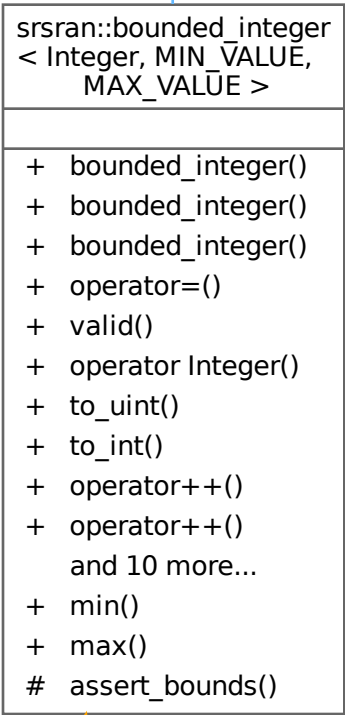 srsran::bounded_integer
< Integer, MIN_VALUE,
MAX_VALUE >
+ bounded_integer()
+ bounded_integer()
+ bounded_integer()
+ operator=()
+ valid()
+ operator Integer()
+ to_uint()
+ to_int()
+ operator++()
+ operator++()
and 10 more...
+ min()
+ max()
# assert_bounds()